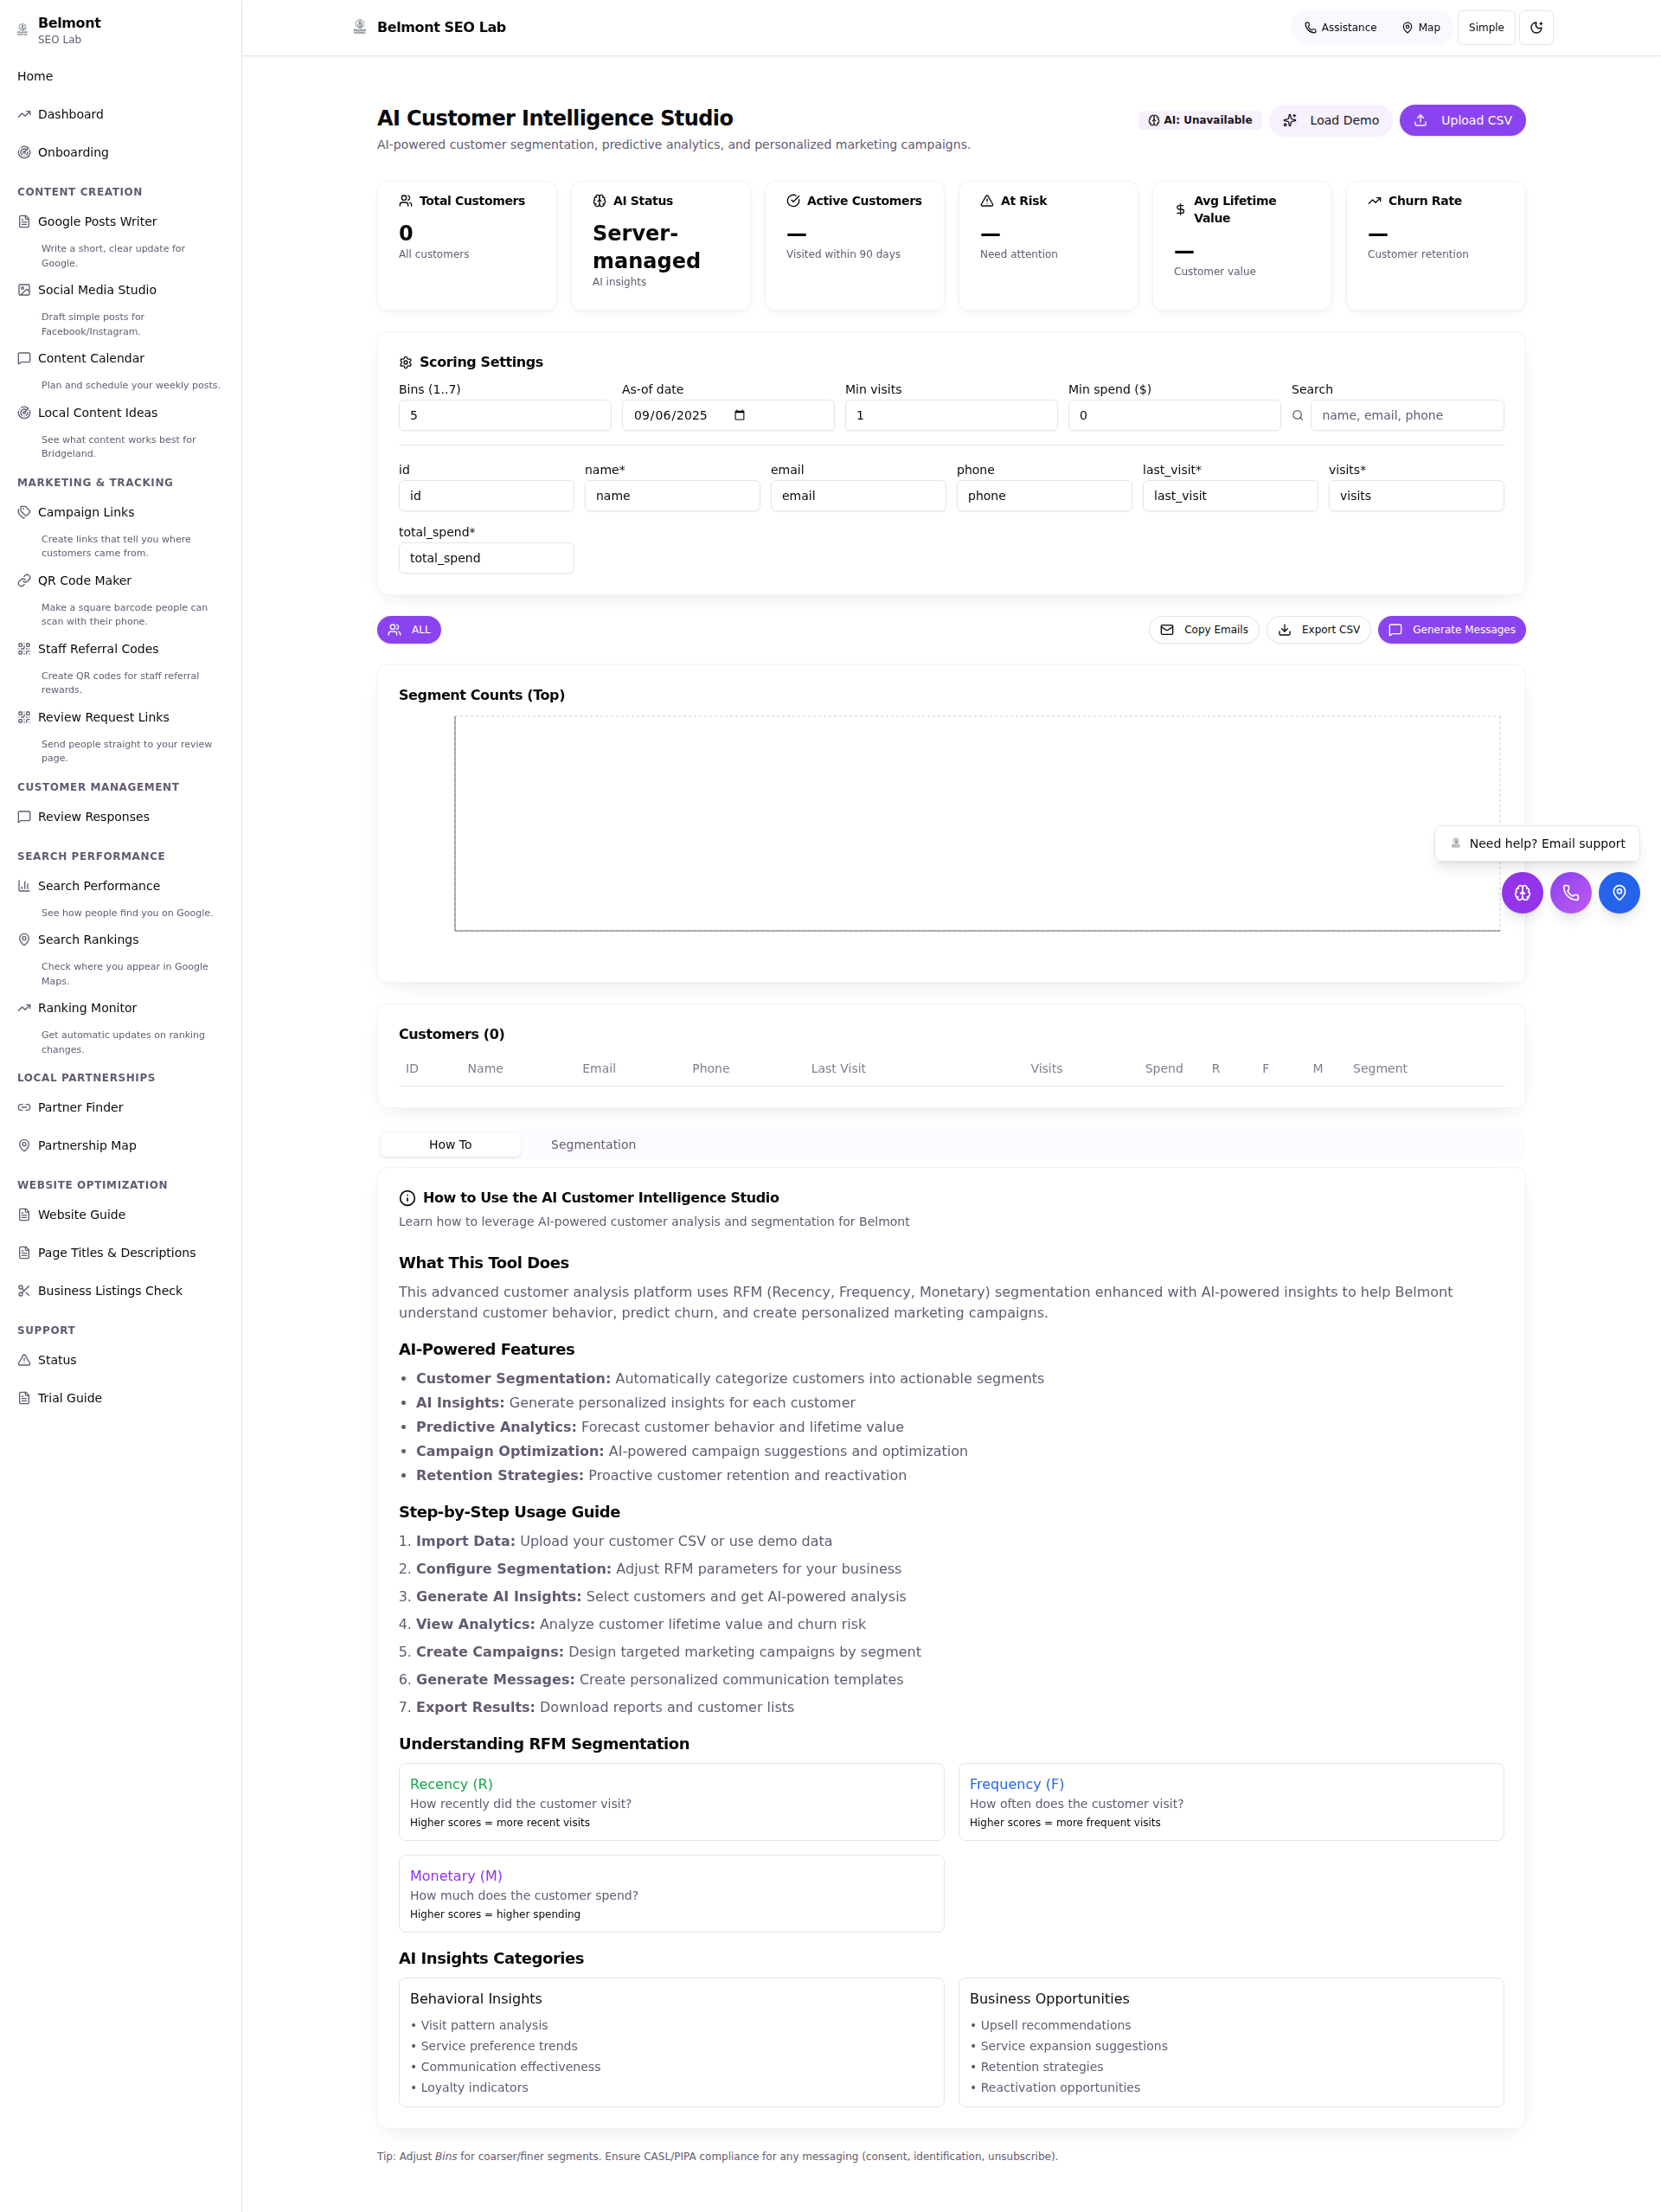 Belmont
SEO Lab
Home
Dashboard
Onboarding
CONTENT CREATION
Google Posts Writer
Write a short, clear update for
Google.
Social Media Studio
Draft simple posts for
Facebook/Instagram.
Content Calendar
Plan and schedule your weekly posts.
Local Content Ideas
See what content works best for
Bridgeland.
MARKETING & TRACKING
Campaign Links
Create links that tell you where
customers came from.
QR Code Maker
Make a square barcode people can
scan with their phone.
Staff Referral Codes
Create QR codes for staff referral
rewards.
Review Request Links
Send people straight to your review
page.
CUSTOMER MANAGEMENT
Review Responses
SEARCH PERFORMANCE
Search Performance
See how people find you on Google.
Search Rankings
Check where you appear in Google
Maps.
Ranking Monitor
Get automatic updates on ranking
changes.
LOCAL PARTNERSHIPS
Partner Finder
Partnership Map
WEBSITE OPTIMIZATION
Website Guide
Page Titles & Descriptions
Business Listings Check
SUPPORT
Status
Trial Guide
Belmont SEO Lab
Assistance Map Simple
AI Customer Intelligence Studio
AI-powered customer segmentation, predictive analytics, and personalized marketing campaigns.
AI: Unavailable Load Demo Upload CSV
Total Customers
0
All customers
AI Status
Server-
managed
AI insights
Active Customers
—
Visited within 90 days
At Risk
—
Need attention
Avg Lifetime
Value
—
Customer value
Churn Rate
—
Customer retention
Scoring Settings
Bins (1..7) As-of date Min visits Min spend ($) Search
5 09/06/2025 1 0 name, email, phone
id name* email phone last_visit* visits*
id name email phone last_visit visits
total_spend*
total_spend
ALL Copy Emails Export CSV Generate Messages
Segment Counts (Top)
Need help? Email support
Customers (0)
ID Name Email Phone Last Visit Visits Spend R F M Segment
How To Segmentation
How to Use the AI Customer Intelligence Studio
Learn how to leverage AI-powered customer analysis and segmentation for Belmont
What This Tool Does
This advanced customer analysis platform uses RFM (Recency, Frequency, Monetary) segmentation enhanced with AI-powered insights to help Belmont
understand customer behavior, predict churn, and create personalized marketing campaigns.
AI-Powered Features
• Customer Segmentation: Automatically categorize customers into actionable segments
• AI Insights: Generate personalized insights for each customer
• Predictive Analytics: Forecast customer behavior and lifetime value
• Campaign Optimization: AI-powered campaign suggestions and optimization
• Retention Strategies: Proactive customer retention and reactivation
Step-by-Step Usage Guide
1. Import Data: Upload your customer CSV or use demo data
2. Configure Segmentation: Adjust RFM parameters for your business
3. Generate AI Insights: Select customers and get AI-powered analysis
4. View Analytics: Analyze customer lifetime value and churn risk
5. Create Campaigns: Design targeted marketing campaigns by segment
6. Generate Messages: Create personalized communication templates
7. Export Results: Download reports and customer lists
Understanding RFM Segmentation
Recency (R)
How recently did the customer visit?
Higher scores = more recent visits
Frequency (F)
How often does the customer visit?
Higher scores = more frequent visits
Monetary (M)
How much does the customer spend?
Higher scores = higher spending
AI Insights Categories
Behavioral Insights
• Visit pattern analysis
• Service preference trends
• Communication effectiveness
• Loyalty indicators
Business Opportunities
• Upsell recommendations
• Service expansion suggestions
• Retention strategies
• Reactivation opportunities
Tip: Adjust Bins for coarser/finer segments. Ensure CASL/PIPA compliance for any messaging (consent, identification, unsubscribe).